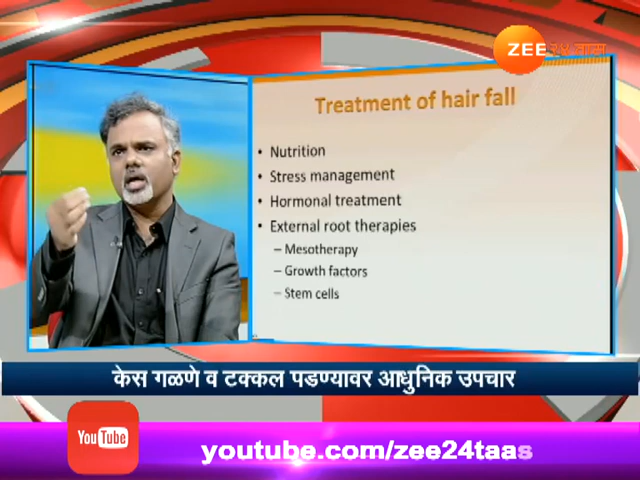 ZEE २४ तास
Treatment of hair fall
• Nutrition
• Stress management
• Hormonal treatment
• External root therapies
– Mesotherapy
– Growth factors
– Stem cells
केस गळणे व टक्कल पडण्यावर आधुनिक उपचार
YouTube
youtube.com/zee24taas